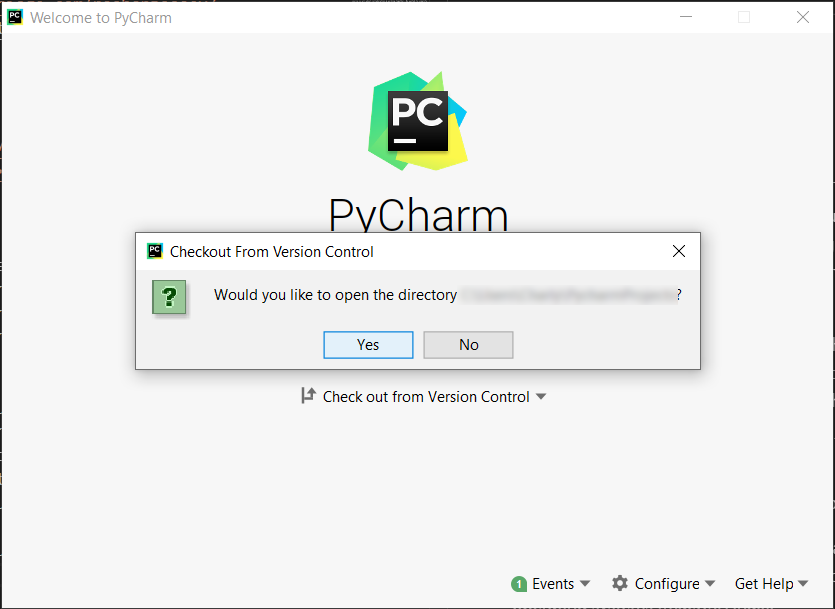 Welcome to PyCharm
PC
PyCharm
Checkout From Version Control
Would you like to open the directory ?
Yes
No
Check out from Version Control
1 Events
Configure
Get Help